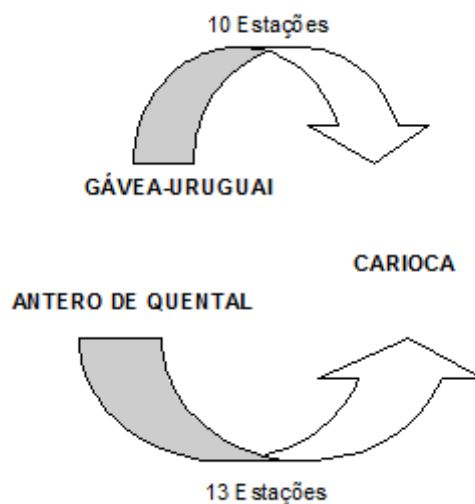 10 Estações
GÁVEA-URUGUAI
CARIOCA
ANTERO DE QUENTAL
13 Estações